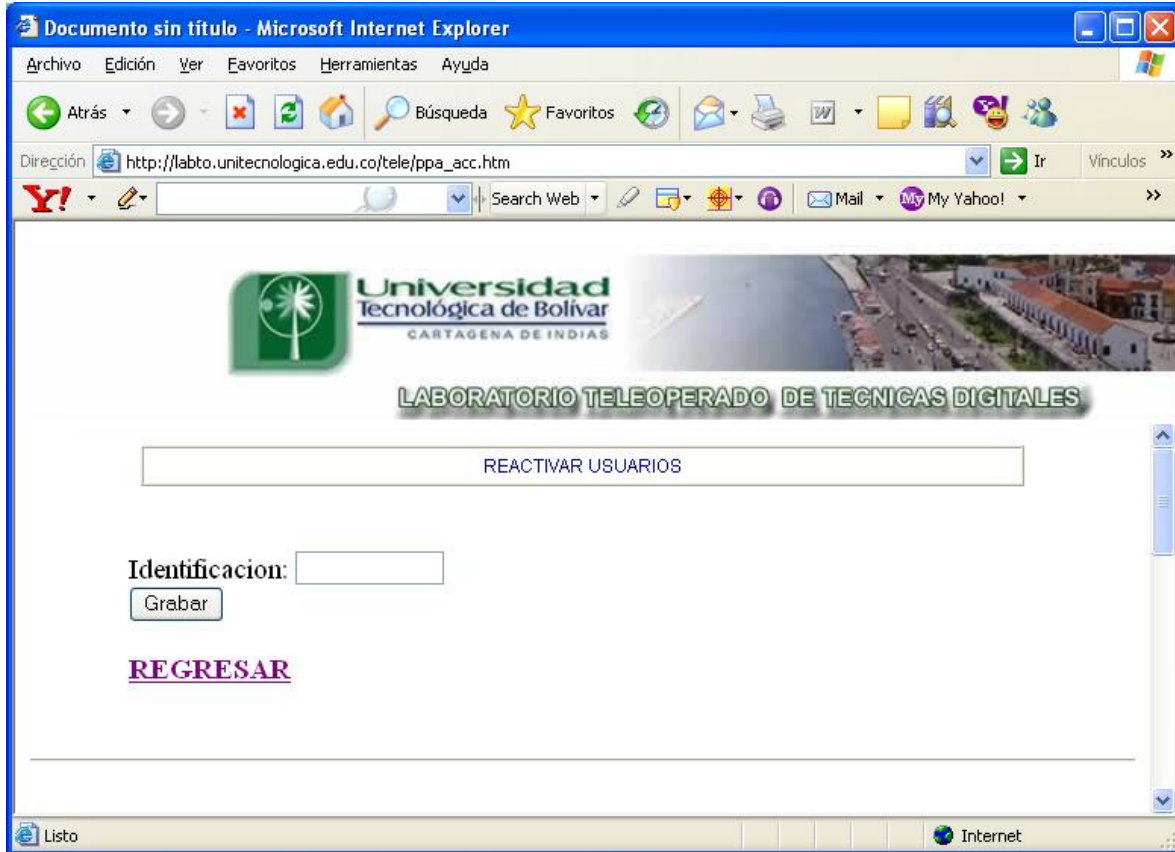 Documento sin título - Microsoft Internet Explorer
Archivo Edición Ver Favoritos Herramientas Ayuda
Atrás Búsqueda Favoritos
Dirección http://labto.unitecnologica.edu.co/tele/ppa_acc.htm Ir Vínculos »
Y! Search Web Mail My My Yahoo! »
Universidad
Tecnológica de Bolívar
CARTAGENA DE INDIAS
LABORATORIO TELEOPERADO DE TECNICAS DIGITALES
REACTIVAR USUARIOS
Identificacion:
Grabar
REGRESAR
Listo Internet